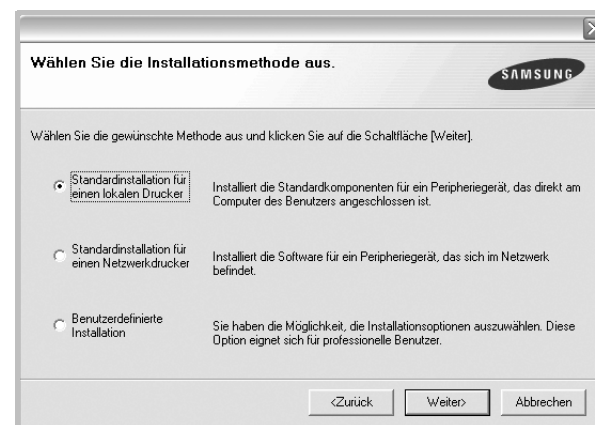 Wählen Sie die Installationsmethode aus.
SAMSUNG
Wählen Sie die gewünschte Methode aus und klicken Sie auf die Schaltfläche [Weiter].
Standardinstallation für
einen lokalen Drucker
Installiert die Standardkomponenten für ein Peripheriegerät, das direkt am
Computer des Benutzers angeschlossen ist.
Standardinstallation für
einen Netzwerkdrucker
Installiert die Software für ein Peripheriegerät, das sich im Netzwerk
befindet.
Benutzerdefinierte
Installation
Sie haben die Möglichkeit, die Installationsoptionen auszuwählen. Diese
Option eignet sich für professionelle Benutzer.
<Zurück
Weiter>
Abbrechen